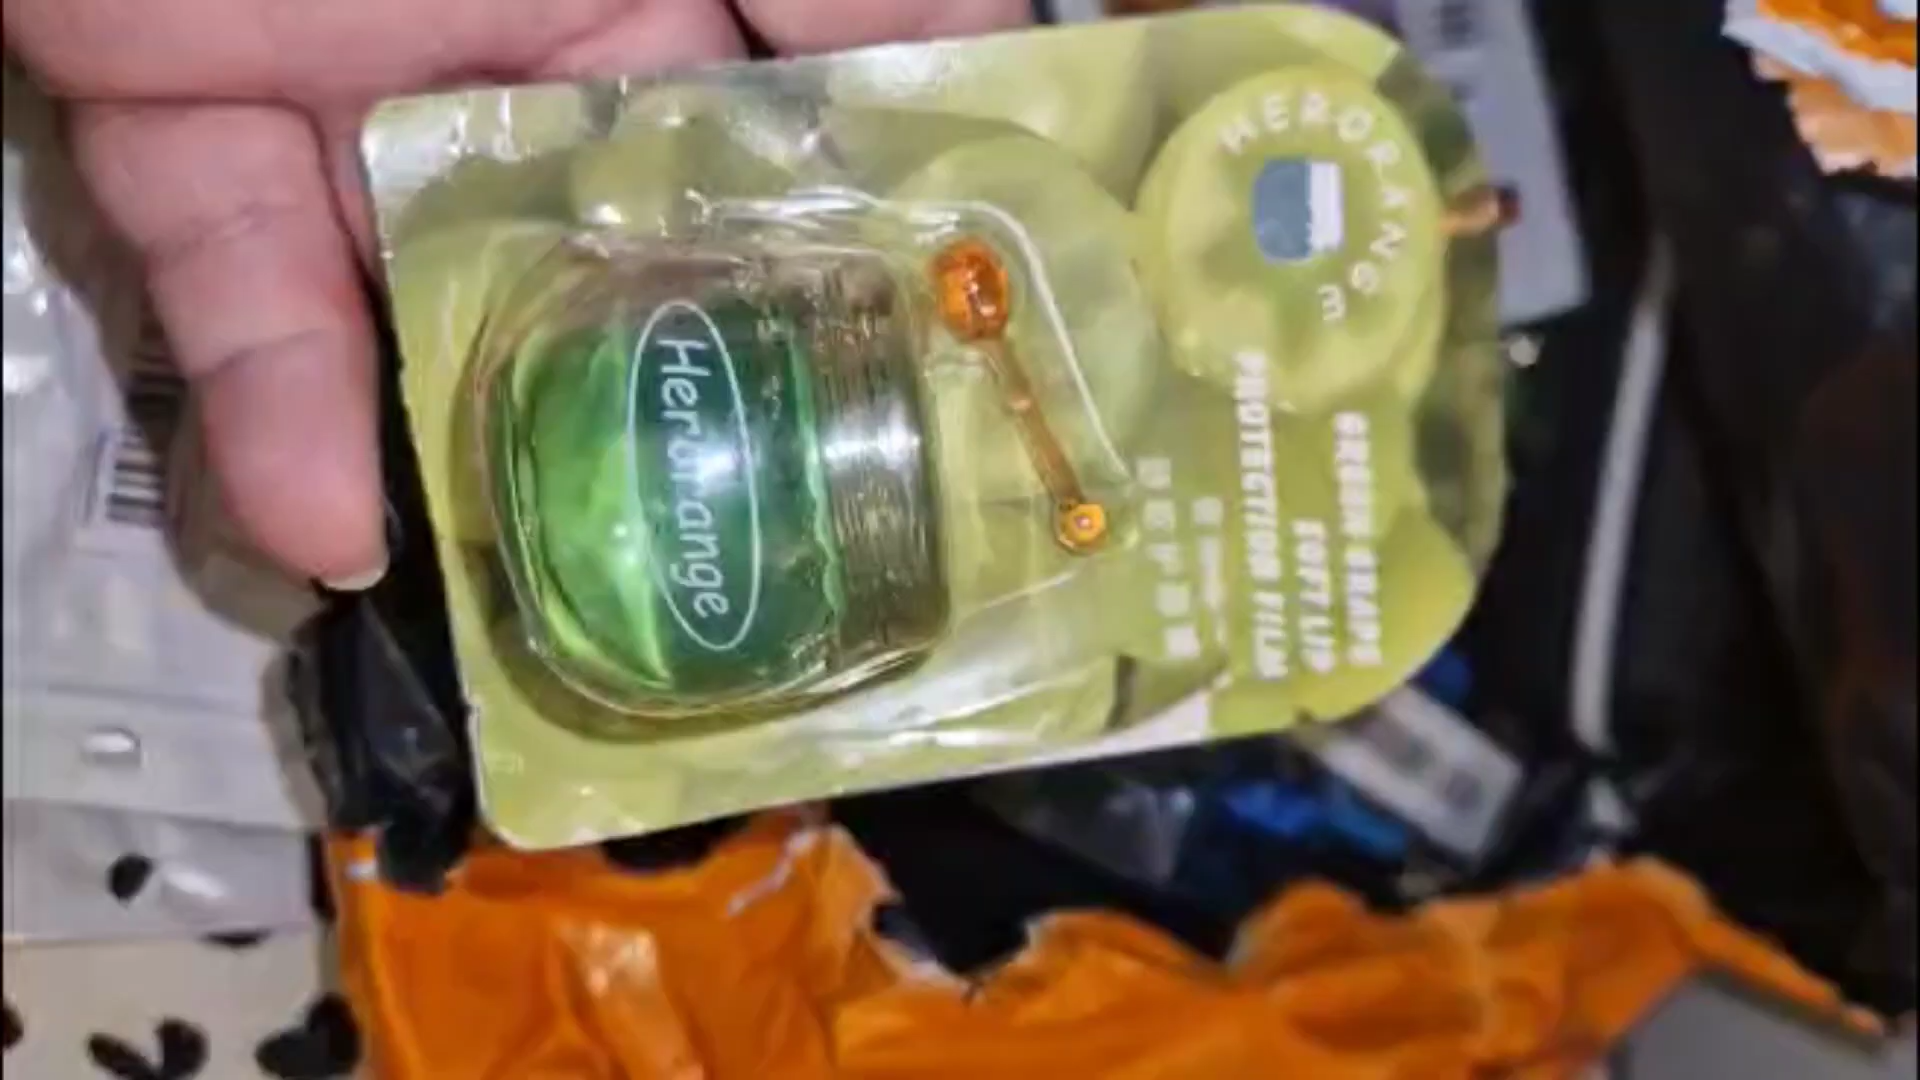 HERORANGE
GREEN GRAPE
SOFT LIP
PROTECTION FILM
Herorange